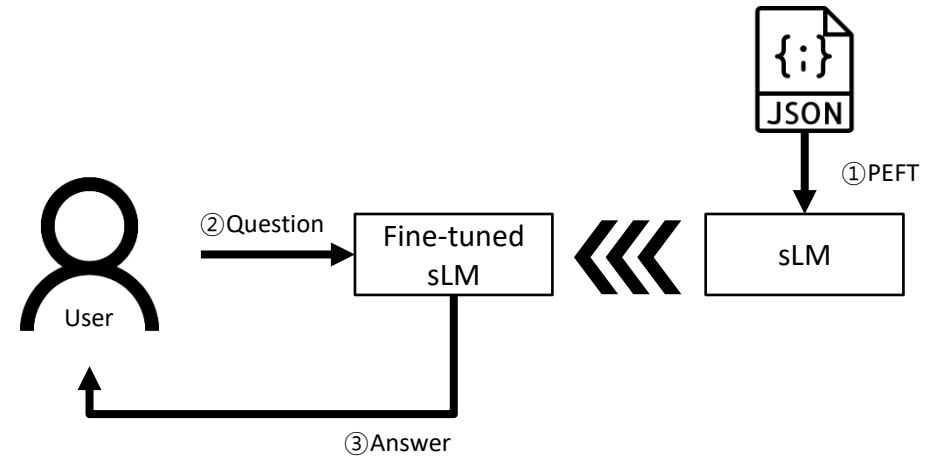 {;}
JSON
①PEFT
②Question
Fine-tuned
sLM
sLM
User
③Answer